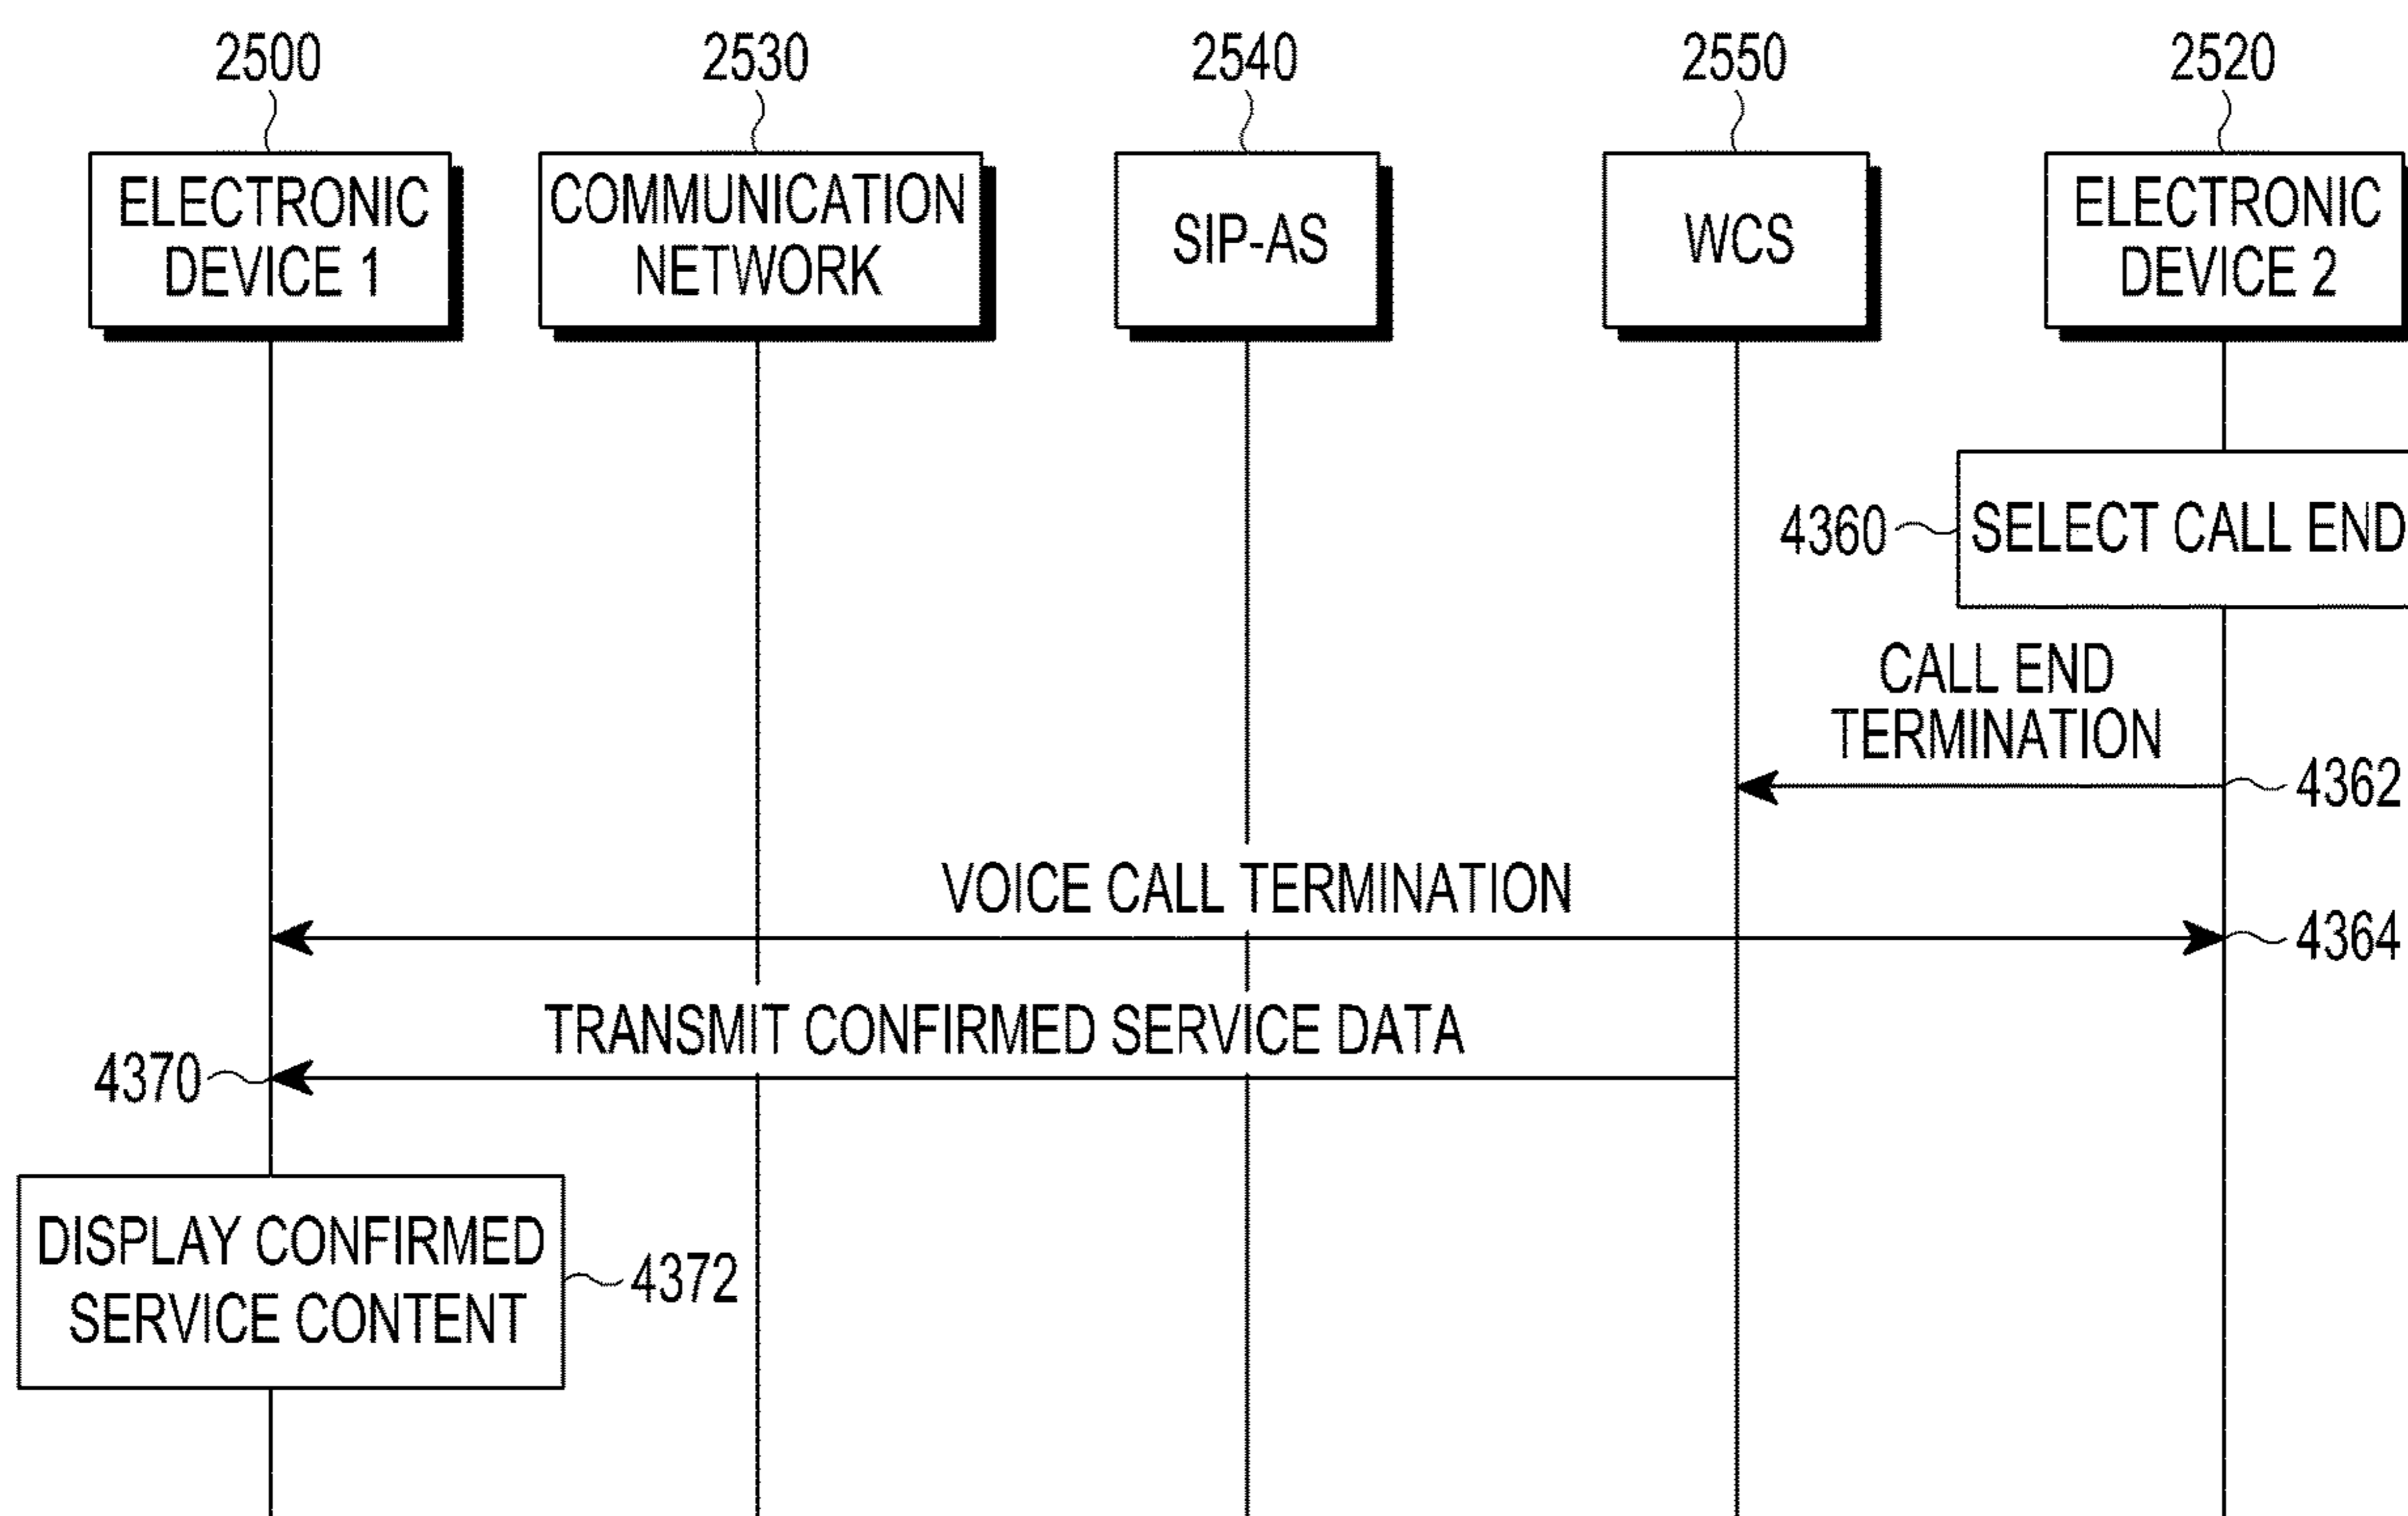 2500
2530
2540
2550
2520
ELECTRONIC
DEVICE 1
COMMUNICATION
NETWORK
SIP-AS
WCS
ELECTRONIC
DEVICE 2
4360
SELECT CALL END
CALL END
TERMINATION
4362
VOICE CALL TERMINATION
4364
TRANSMIT CONFIRMED SERVICE DATA
4370
DISPLAY CONFIRMED
SERVICE CONTENT
4372